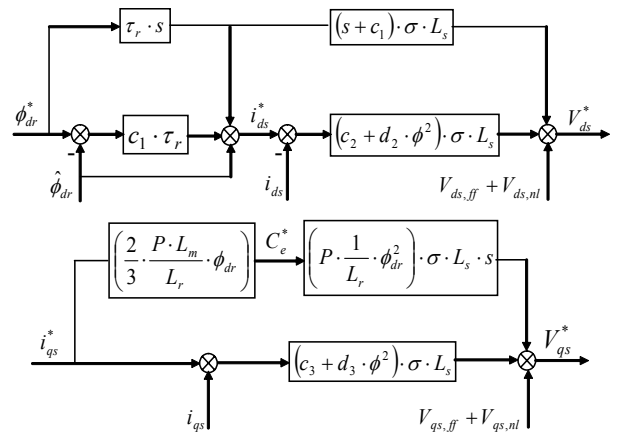 τ_r · s
(s + c_1) · σ · L_s
ϕ*_dr
c_1 · τ_r
i*_ds
(c_2 + d_2 · ϕ^2) · σ · L_s
V*_ds
-
-
ϕ̂_dr
i_ds
V_ds,ff + V_ds,nl
(2/3 · P · L_m / L_r · ϕ_dr)
C*_e
(P · 1/L_r · ϕ^2_dr) · σ · L_s · s
i*_qs
(c_3 + d_3 · ϕ^2) · σ · L_s
V*_qs
i_qs
V_qs,ff + V_qs,nl